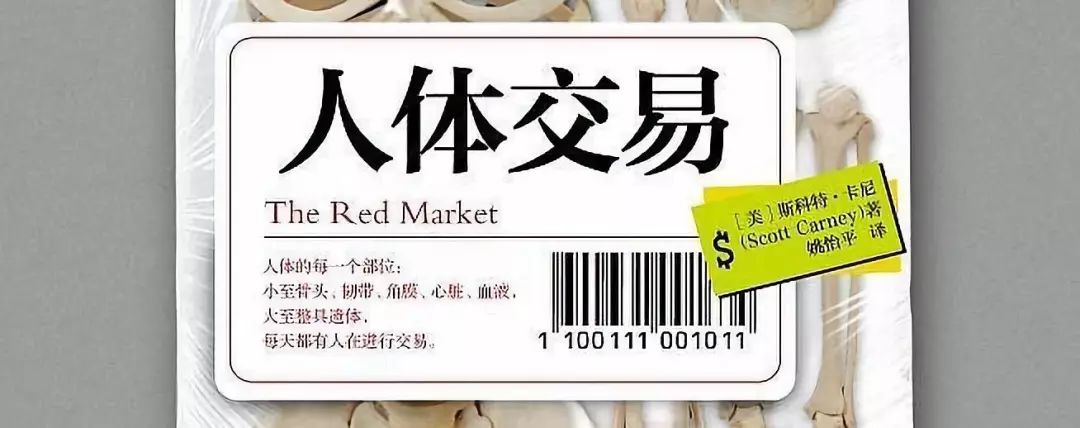 人体交易
The Red Market
[美]斯科特·卡尼
(Scott Carney)著
姚怡平 译
$
人体的每一个部位：
小至骨头、韧带、角膜、心脏、血液，
大至整具遗体，
每天都有人在进行交易。
1 100111 001011